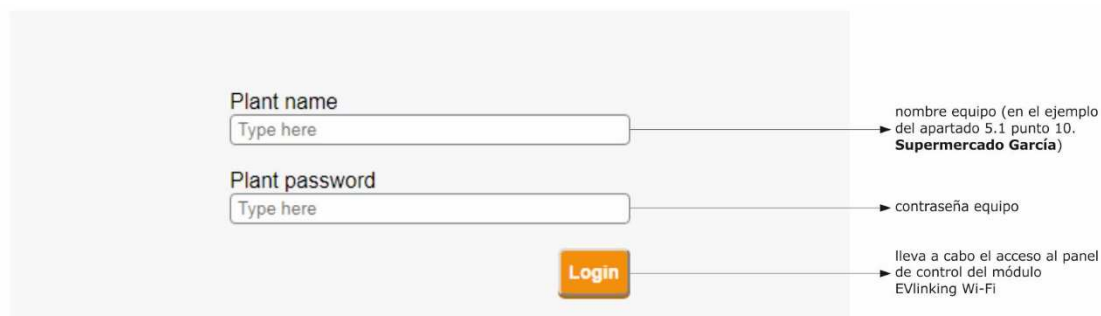 Plant name
Type here
nombre equipo (en el ejemplo
del apartado 5.1 punto 10.
Supermercado García)
Plant password
Type here
contraseña equipo
Login
lleva a cabo el acceso al panel
de control del módulo
EVlinking Wi-Fi